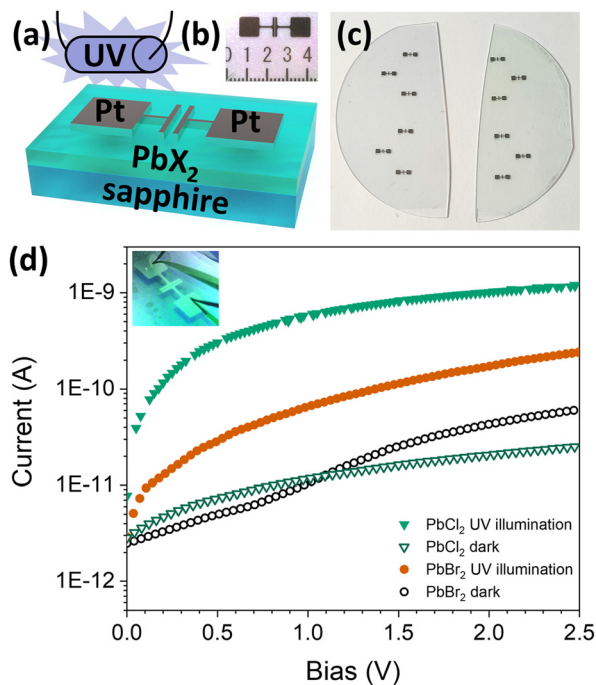 (a)
UV
(b)
0 1 2 3 4
(c)
Pt
Pt
PbX₂
sapphire
(d)
1E-9
1E-10
1E-11
1E-12
Current (A)
PbCl₂ UV illumination
PbCl₂ dark
PbBr₂ UV illumination
PbBr₂ dark
0.0 0.5 1.0 1.5 2.0 2.5
Bias (V)